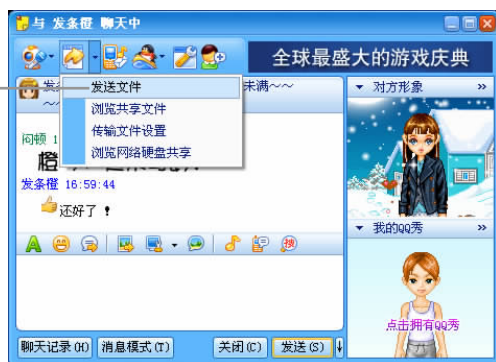 与 发条橙 聊天中
全球最盛大的游戏庆典
未满~~
发送文件
浏览共享文件
传输文件设置
浏览网络硬盘共享
问顿 1
橙
发条橙 16:59:44
还好了!
对方形象
我的QQ秀
点击拥有QQ秀
聊天记录(H) 消息模式(T) 关闭(C) 发送(S)